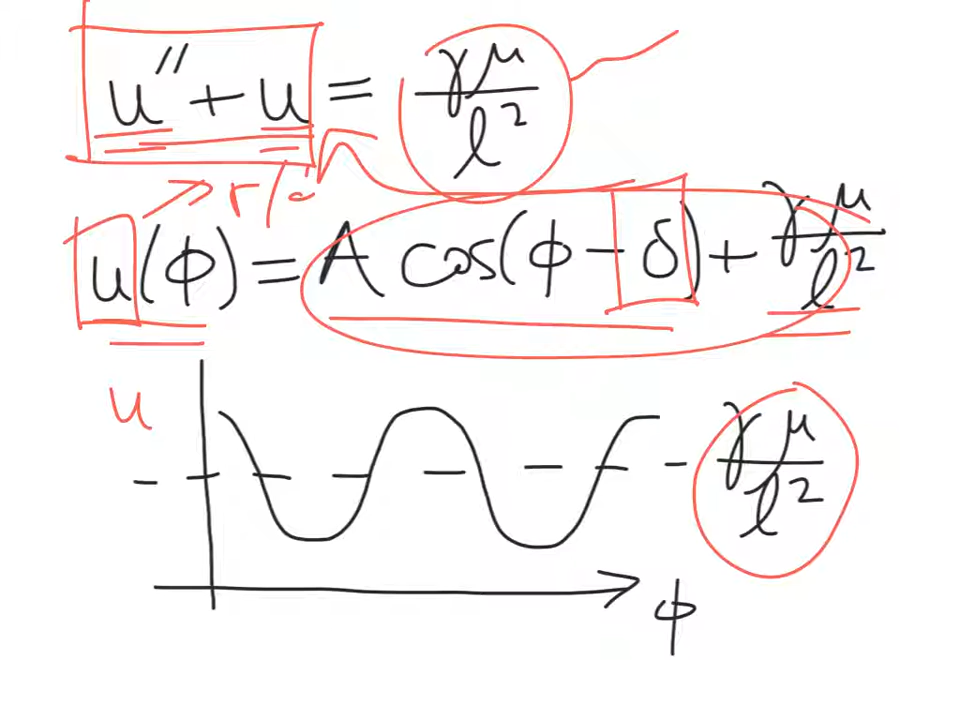 u'' + u = γμ/l²
u(φ) = A cos(φ - δ) + γμ/l²
u
γμ/l²
φ